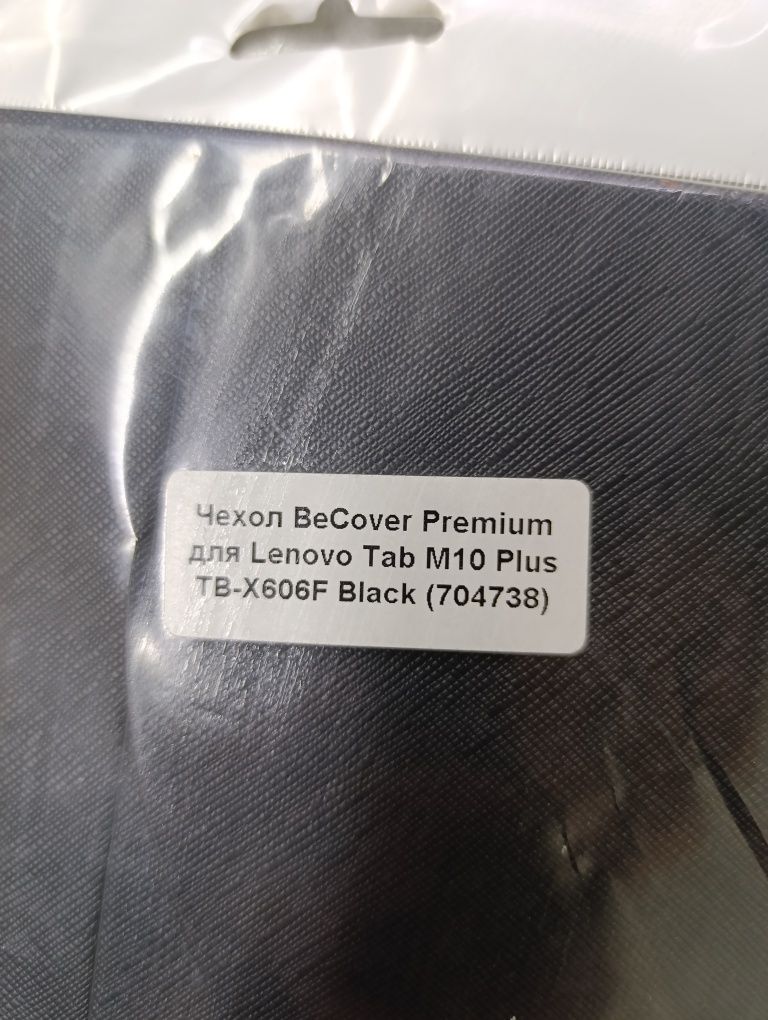 Чехол BeCover Premium
для Lenovo Tab M10 Plus
TB-X606F Black (704738)